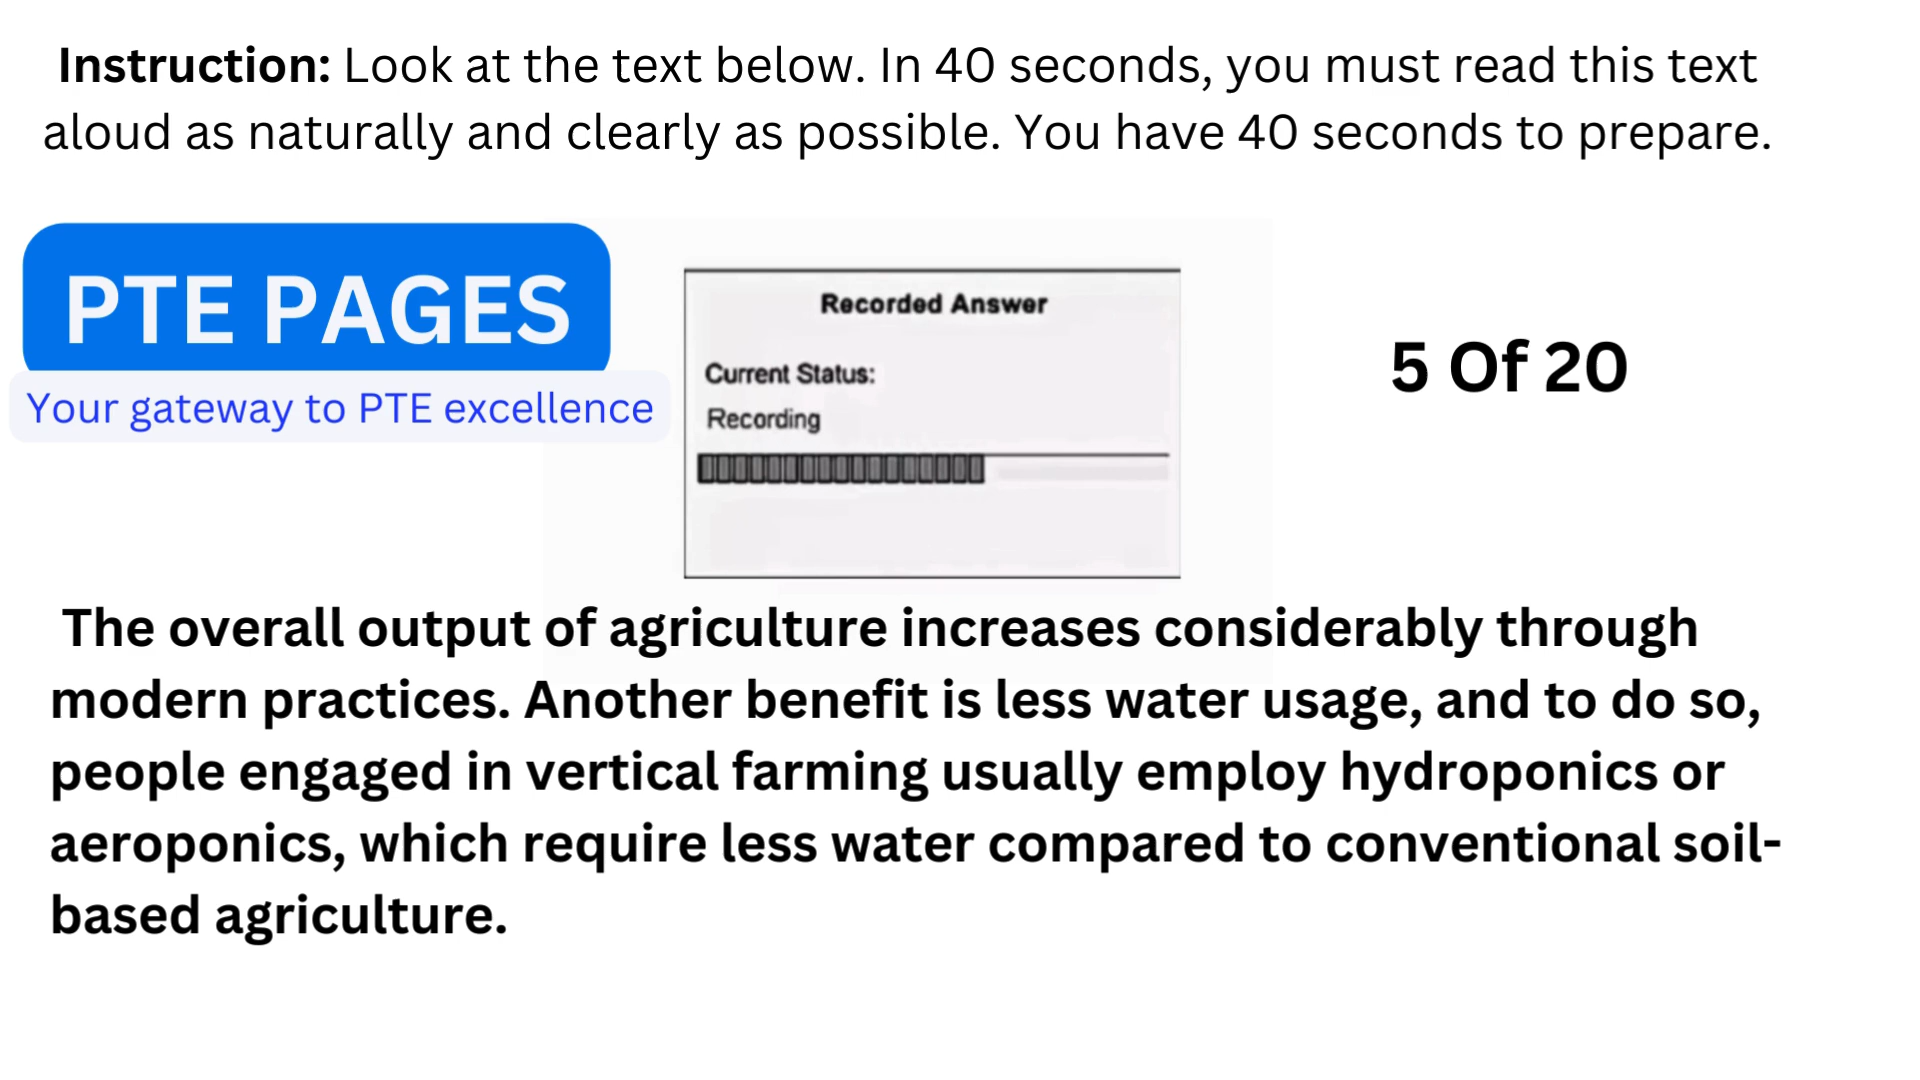 Instruction: Look at the text below. In 40 seconds, you must read this text
aloud as naturally and clearly as possible. You have 40 seconds to prepare.
PTE PAGES
Your gateway to PTE excellence
Recorded Answer
Current Status:
Recording
5 Of 20
The overall output of agriculture increases considerably through
modern practices. Another benefit is less water usage, and to do so,
people engaged in vertical farming usually employ hydroponics or
aeroponics, which require less water compared to conventional soil-
based agriculture.